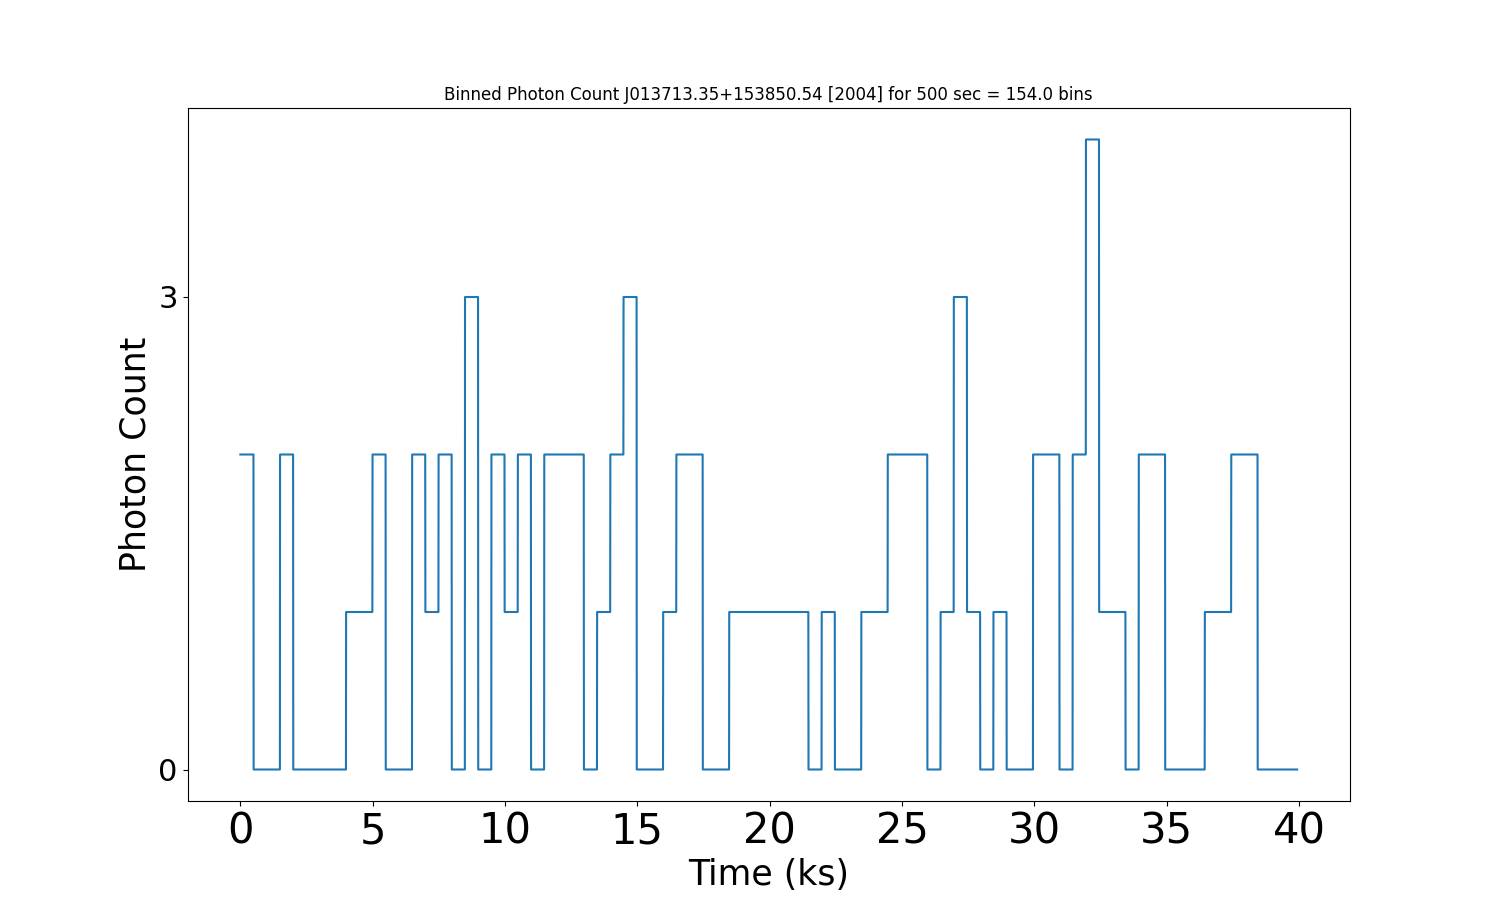 Binned Photon Count J013713.35+153850.54 [2004] for 500 sec = 154.0 bins
Photon Count
3
0
0 5 10 15 20 25 30 35 40
Time (ks)